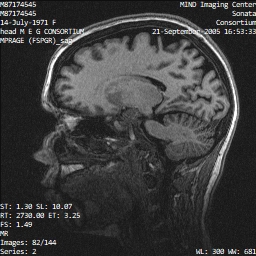 M87174545
MIND Imaging Center
M87174545
Sonata
14-July-1971 F
Consortium
head M E G CONSORTIUM
21-September-2005 16:53:33
MPRAGE (FSPGR)_sag
ST: 1.30 SL: 10.07
RT: 2730.00 ET: 3.25
FS: 1.49
MR
Images: 82/144
Series: 2
WL: 300 WW: 681